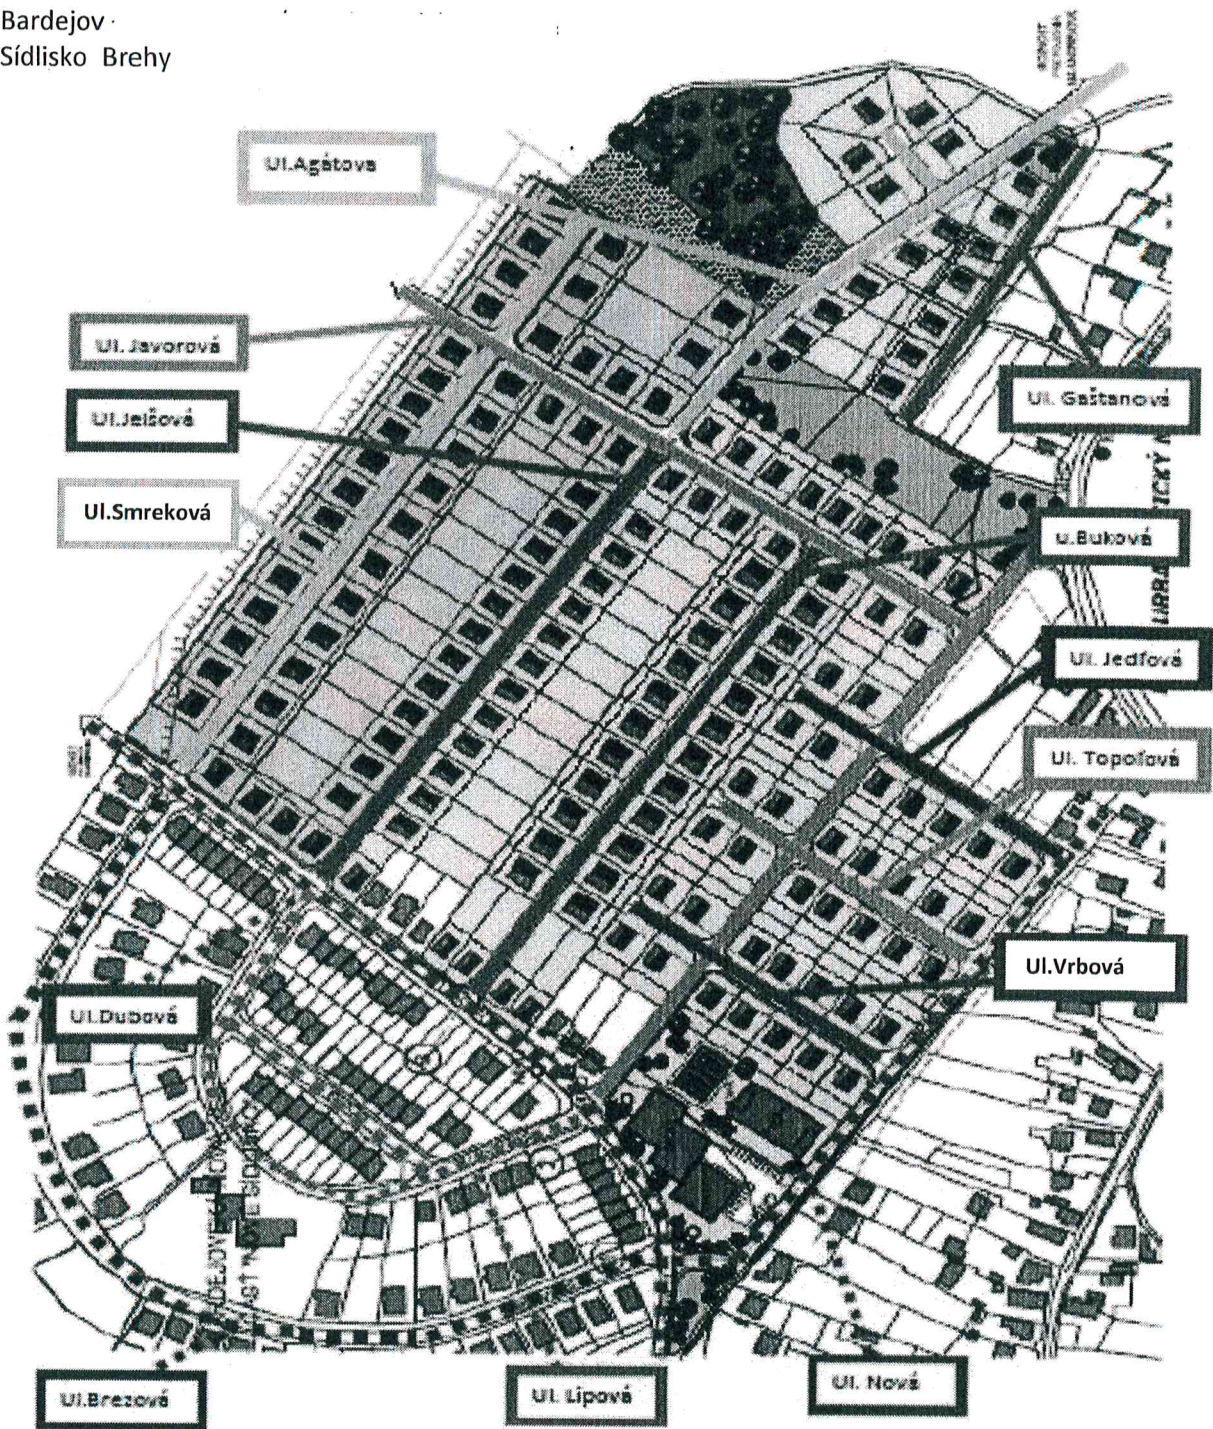 Bardejov
Sídlisko Brehy
Ul.Agátova
Ul. Javorová
Ul.Jelšová
Ul. Gaštanová
Ul.Smreková
u.Buková
Ul. Jedľová
Ul. Topoľová
Ul.Vrbová
Ul.Dubová
Ul.Brezová
Ul. Lipová
Ul. Nová